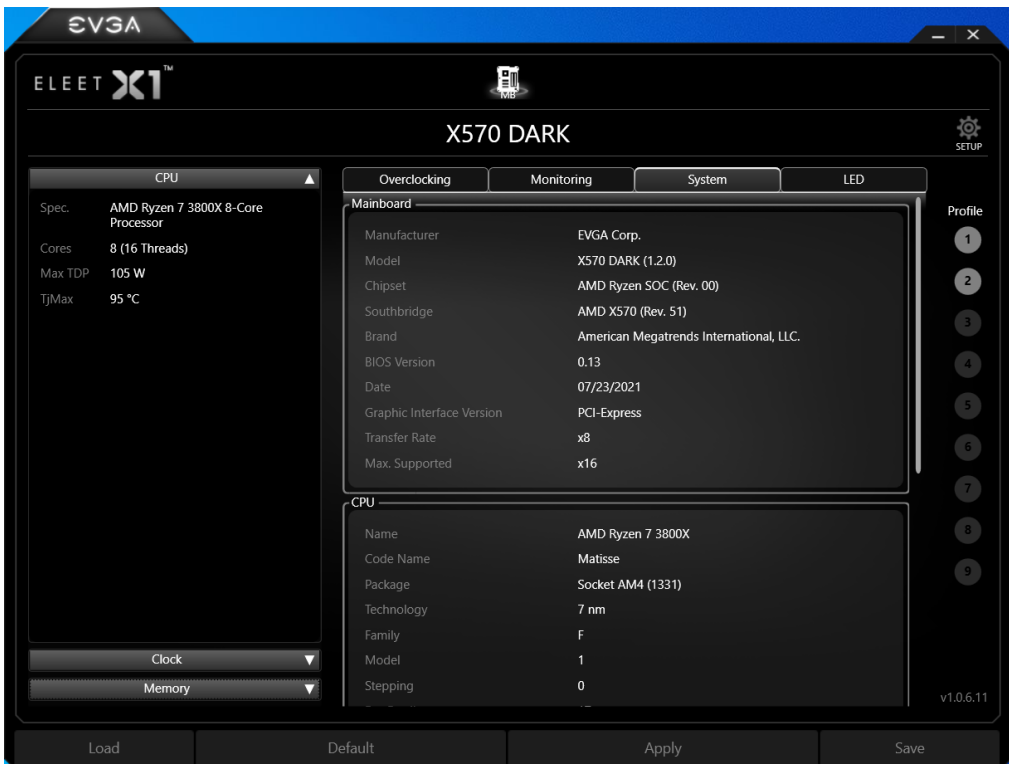 EVGA
ELEET X1™
MB
X570 DARK
SETUP
CPU
Spec. AMD Ryzen 7 3800X 8-Core
Processor
Cores 8 (16 Threads)
Max TDP 105 W
TjMax 95 °C
Clock
Memory
Overclocking Monitoring System LED
Mainboard
Manufacturer EVGA Corp.
Model X570 DARK (1.2.0)
Chipset AMD Ryzen SOC (Rev. 00)
Southbridge AMD X570 (Rev. 51)
Brand American Megatrends International, LLC.
BIOS Version 0.13
Date 07/23/2021
Graphic Interface Version PCI-Express
Transfer Rate x8
Max. Supported x16
CPU
Name AMD Ryzen 7 3800X
Code Name Matisse
Package Socket AM4 (1331)
Technology 7 nm
Family F
Model 1
Stepping 0
Profile
1
2
3
4
5
6
7
8
9
v1.0.6.11
Load Default Apply Save